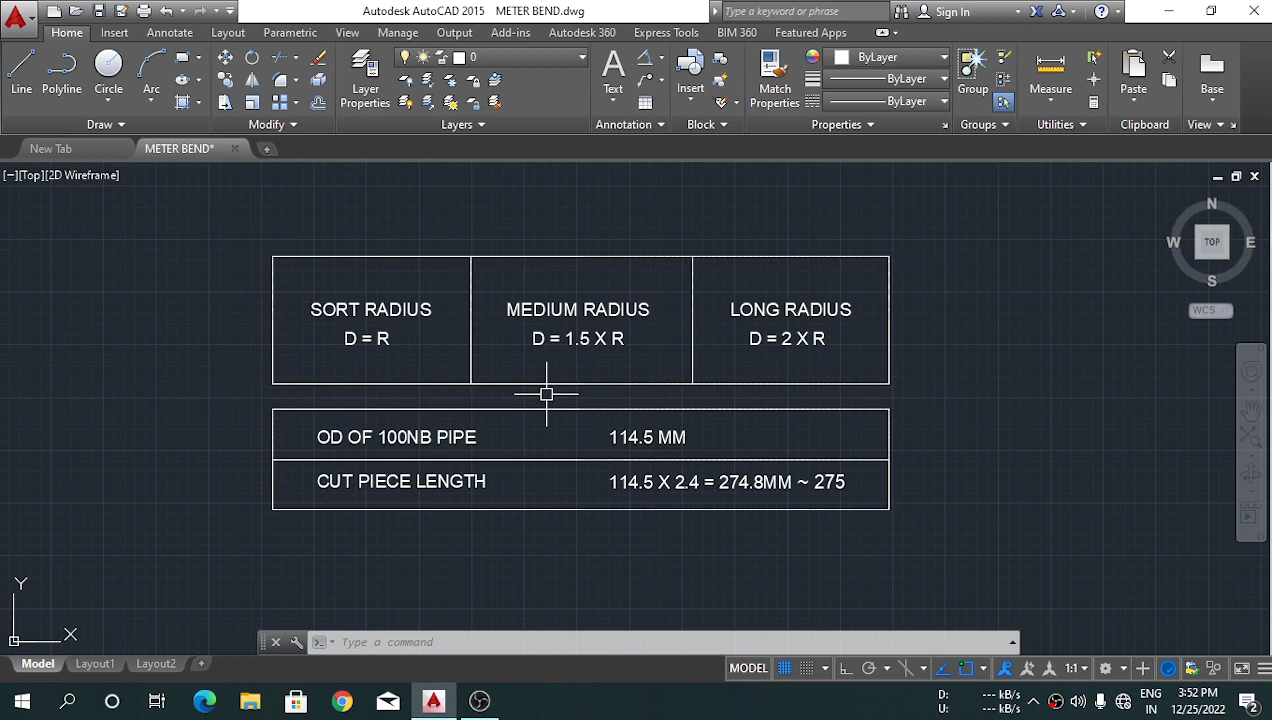 Autodesk AutoCAD 2015 METER BEND.dwg
Type a keyword or phrase
Sign In
Home Insert Annotate Layout Parametric View Manage Output Add-ins Autodesk 360 Express Tools BIM 360 Featured Apps
0
ByLayer
ByLayer
ByLayer
Line Polyline Circle Arc
Layer Properties
Text
Insert
Match Properties
Group
Measure
Paste
Base
Draw Modify Layers Annotation Block Properties Groups Utilities Clipboard View
New Tab METER BEND*
[−][Top][2D Wireframe]
N
W TOP E
S
WCS
SORT RADIUS
D = R
MEDIUM RADIUS
D = 1.5 X R
LONG RADIUS
D = 2 X R
OD OF 100NB PIPE 114.5 MM
CUT PIECE LENGTH 114.5 X 2.4 = 274.8MM ~ 275
Y
X
Type a command
Model Layout1 Layout2
MODEL
1:1
D: --- kB/s
U: --- kB/s
ENG
IN
3:52 PM
12/25/2022
2